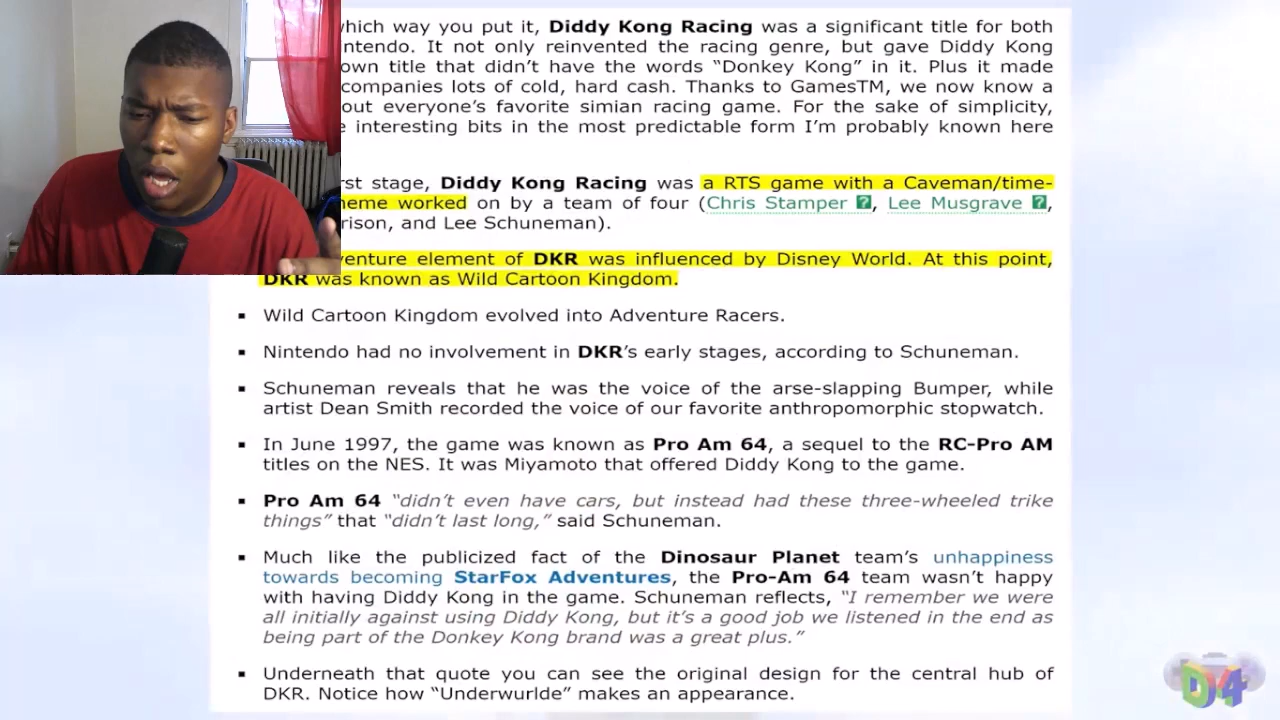 which way you put it, Diddy Kong Racing was a significant title for both
ntendo. It not only reinvented the racing genre, but gave Diddy Kong
own title that didn't have the words “Donkey Kong” in it. Plus it made
companies lots of cold, hard cash. Thanks to GamesTM, we now know a
out everyone's favorite simian racing game. For the sake of simplicity,
e interesting bits in the most predictable form I'm probably known here
rst stage, Diddy Kong Racing was a RTS game with a Caveman/time-
heme worked on by a team of four (Chris Stamper, Lee Musgrave,
rison, and Lee Schuneman).
venture element of DKR was influenced by Disney World. At this point,
DKR was known as Wild Cartoon Kingdom.
▪ Wild Cartoon Kingdom evolved into Adventure Racers.
▪ Nintendo had no involvement in DKR's early stages, according to Schuneman.
▪ Schuneman reveals that he was the voice of the arse-slapping Bumper, while
artist Dean Smith recorded the voice of our favorite anthropomorphic stopwatch.
▪ In June 1997, the game was known as Pro Am 64, a sequel to the RC-Pro AM
titles on the NES. It was Miyamoto that offered Diddy Kong to the game.
▪ Pro Am 64 “didn't even have cars, but instead had these three-wheeled trike
things” that “didn't last long,” said Schuneman.
▪ Much like the publicized fact of the Dinosaur Planet team's unhappiness
towards becoming StarFox Adventures, the Pro-Am 64 team wasn't happy
with having Diddy Kong in the game. Schuneman reflects, “I remember we were
all initially against using Diddy Kong, but it's a good job we listened in the end as
being part of the Donkey Kong brand was a great plus.”
▪ Underneath that quote you can see the original design for the central hub of
DKR. Notice how “Underwurlde” makes an appearance.
D4